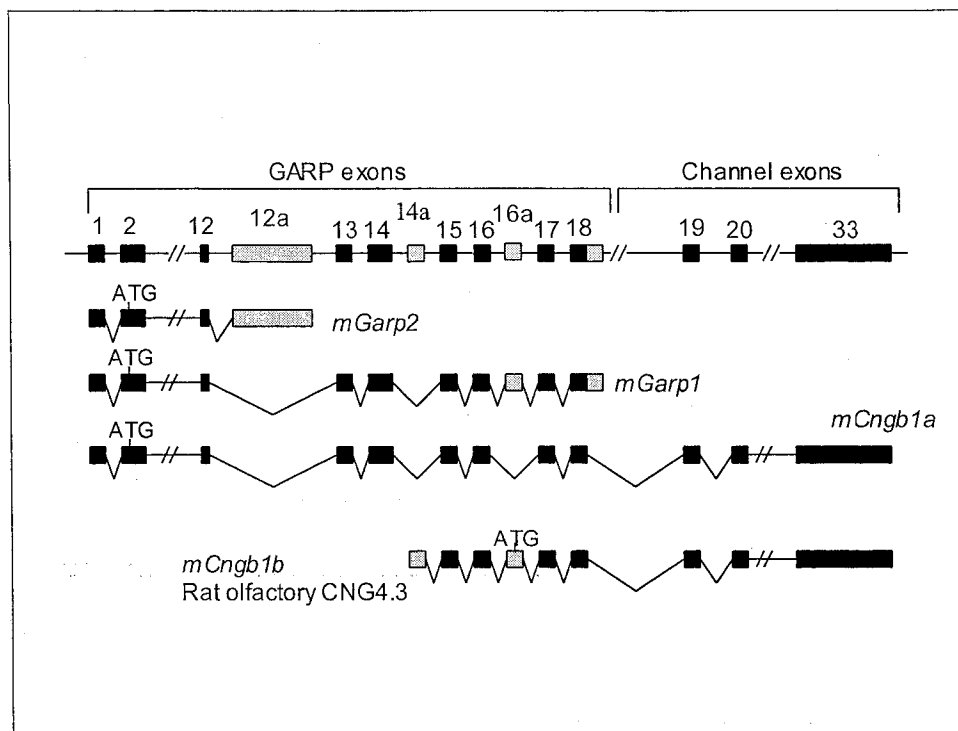 GARP exons Channel exons
1 2 12 12a 13 14 14a 15 16 16a 17 18 19 20 33
ATG
mGarp2
ATG
mGarp1
ATG
mCngb1a
ATG
mCngb1b
Rat olfactory CNG4.3